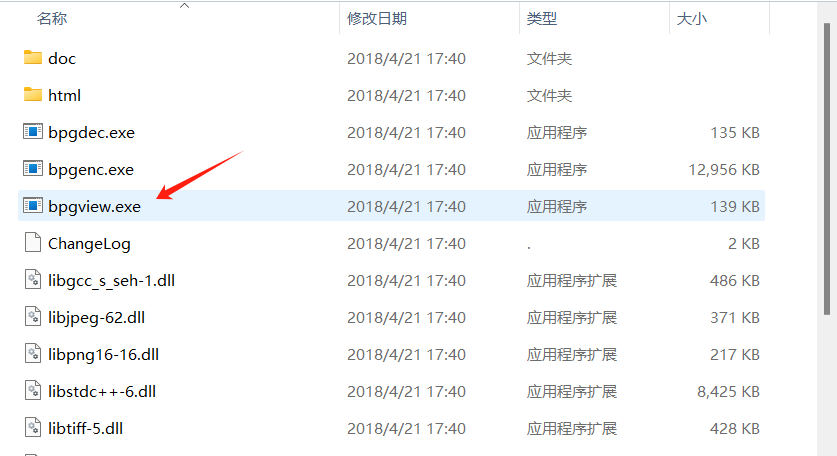 名称 修改日期 类型 大小
doc 2018/4/21 17:40 文件夹
html 2018/4/21 17:40 文件夹
bpgdec.exe 2018/4/21 17:40 应用程序 135 KB
bpgenc.exe 2018/4/21 17:40 应用程序 12,956 KB
bpgview.exe 2018/4/21 17:40 应用程序 139 KB
ChangeLog 2018/4/21 17:40 . 2 KB
libgcc_s_seh-1.dll 2018/4/21 17:40 应用程序扩展 486 KB
libjpeg-62.dll 2018/4/21 17:40 应用程序扩展 371 KB
libpng16-16.dll 2018/4/21 17:40 应用程序扩展 217 KB
libstdc++-6.dll 2018/4/21 17:40 应用程序扩展 8,425 KB
libtiff-5.dll 2018/4/21 17:40 应用程序扩展 428 KB